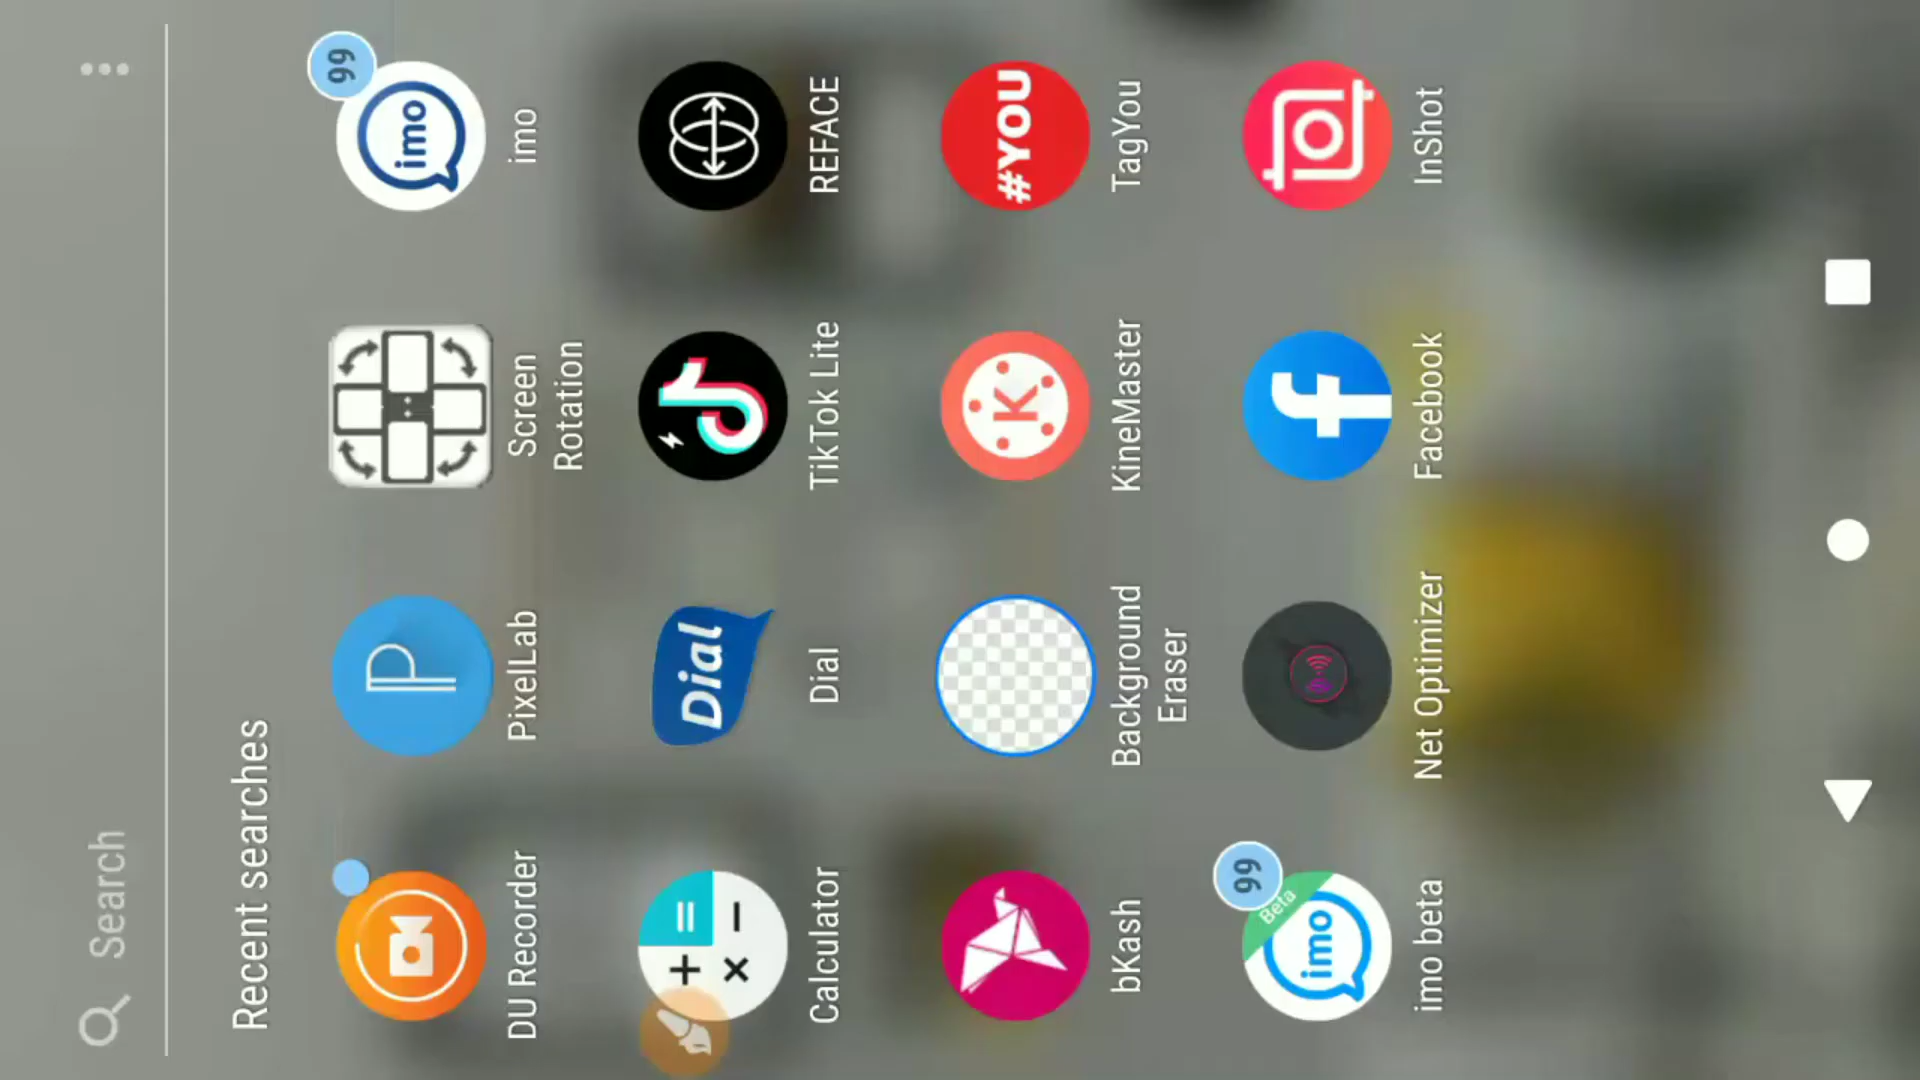 Search
Recent searches
DU Recorder
P
PixelLab
Screen
Rotation
99
imo
imo
Calculator
Dial
Dial
TikTok Lite
REFACE
bKash
Background
Eraser
K
KineMaster
#YOU
TagYou
99
Beta
imo
imo beta
Net Optimizer
f
Facebook
InShot